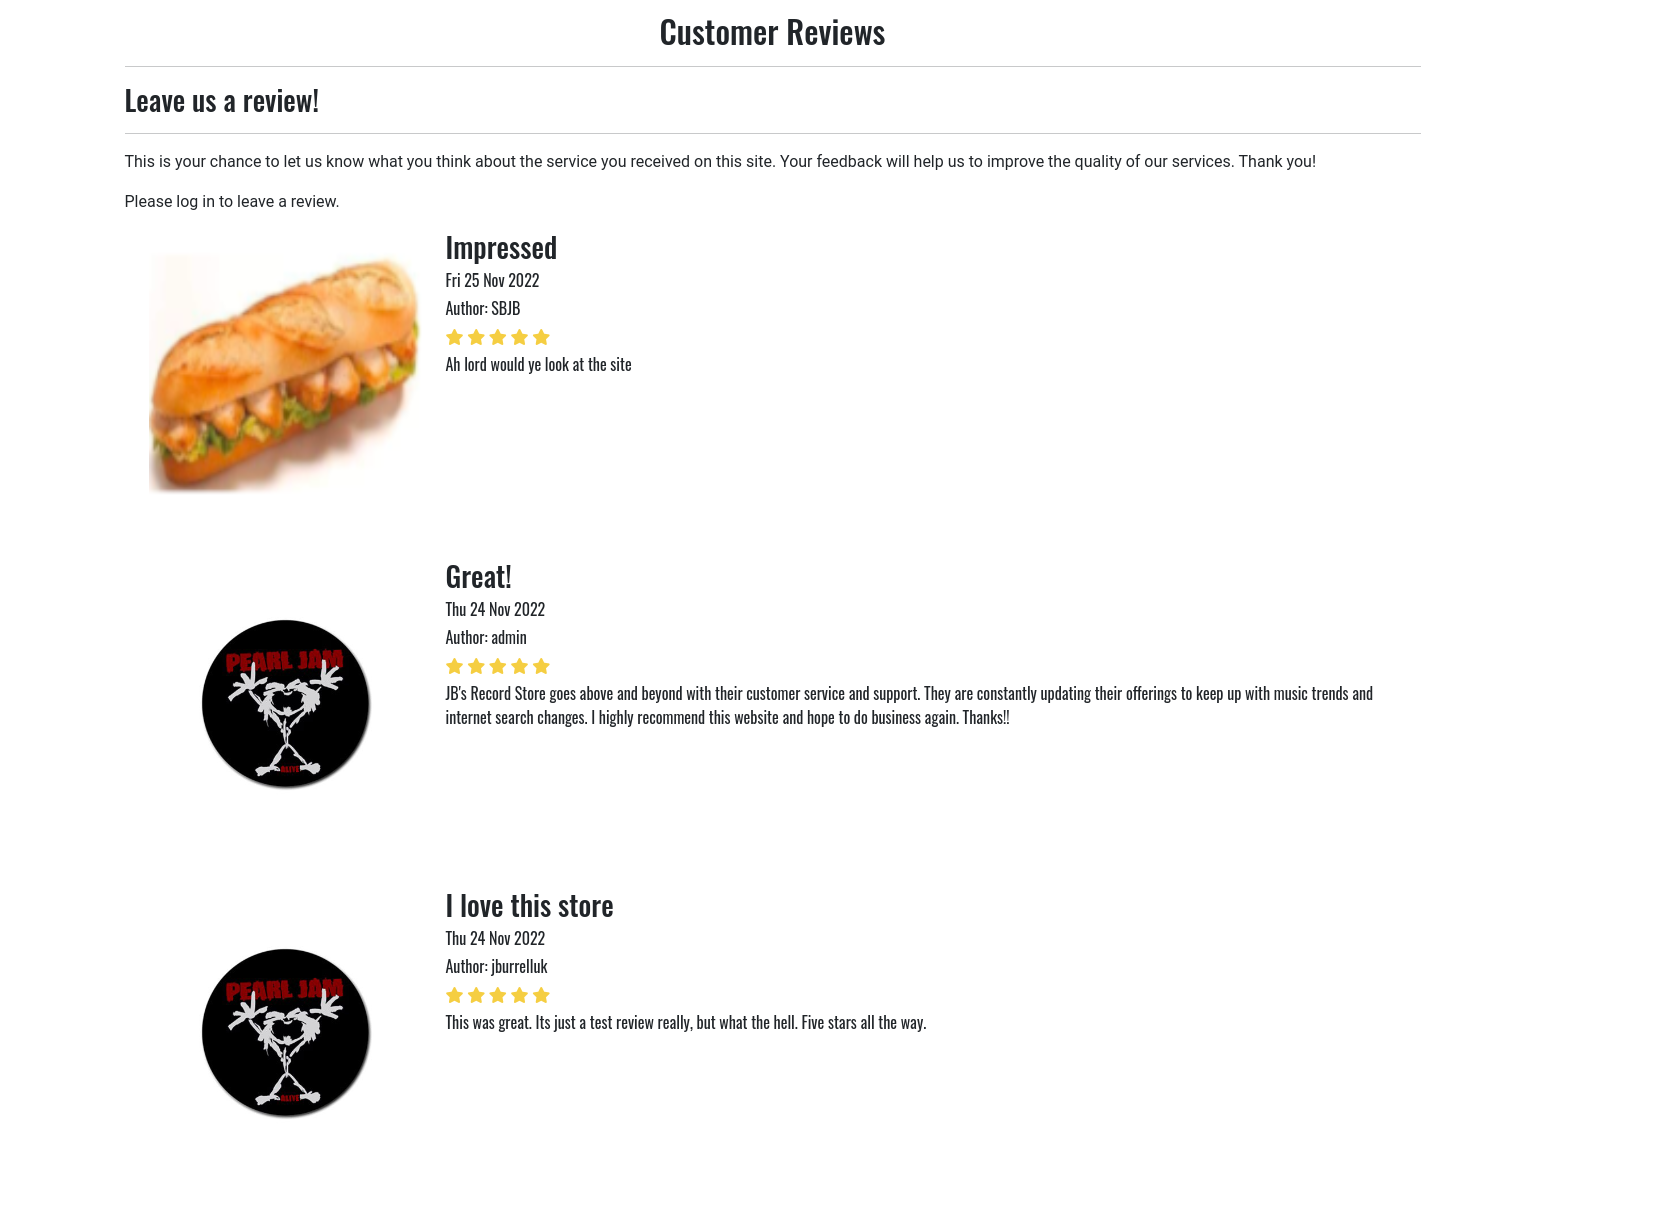 Customer Reviews
Leave us a review!
This is your chance to let us know what you think about the service you received on this site. Your feedback will help us to improve the quality of our services. Thank you!
Please log in to leave a review.
Impressed
Fri 25 Nov 2022
Author: SBJB
Ah lord would ye look at the site
Great!
Thu 24 Nov 2022
Author: admin
PEARL JAM
JB's Record Store goes above and beyond with their customer service and support. They are constantly updating their offerings to keep up with music trends and
internet search changes. I highly recommend this website and hope to do business again. Thanks!!
ALIVE
I love this store
Thu 24 Nov 2022
Author: jburrelluk
PEARL JAM
This was great. Its just a test review really, but what the hell. Five stars all the way.
ALIVE